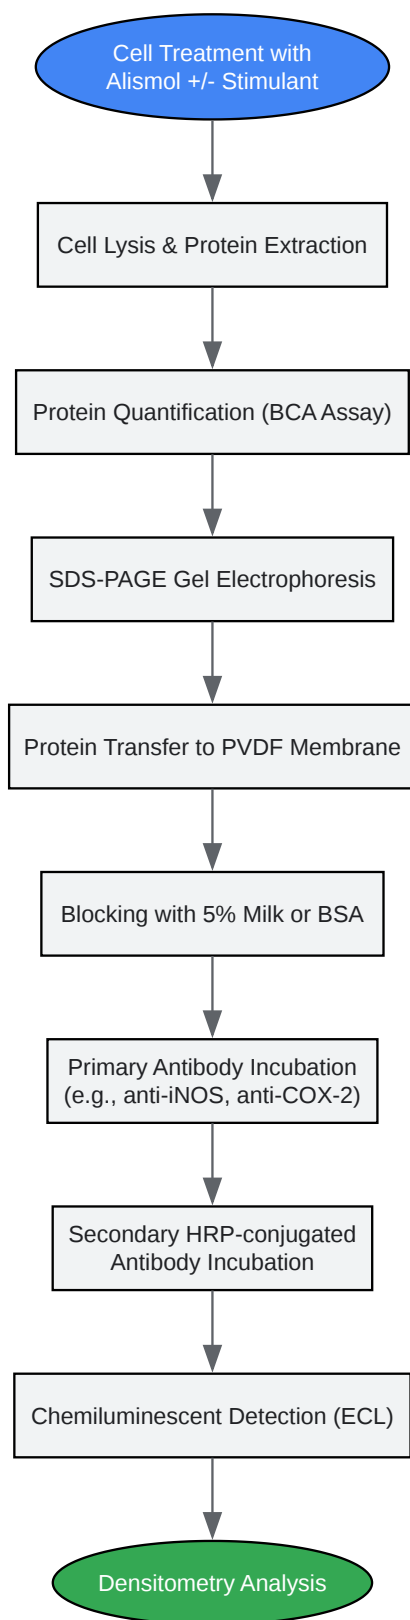 Cell Treatment with
Alismol +/- Stimulant
Cell Lysis & Protein Extraction
Protein Quantification (BCA Assay)
SDS-PAGE Gel Electrophoresis
Protein Transfer to PVDF Membrane
Blocking with 5% Milk or BSA
Primary Antibody Incubation
(e.g., anti-iNOS, anti-COX-2)
Secondary HRP-conjugated
Antibody Incubation
Chemiluminescent Detection (ECL)
Densitometry Analysis